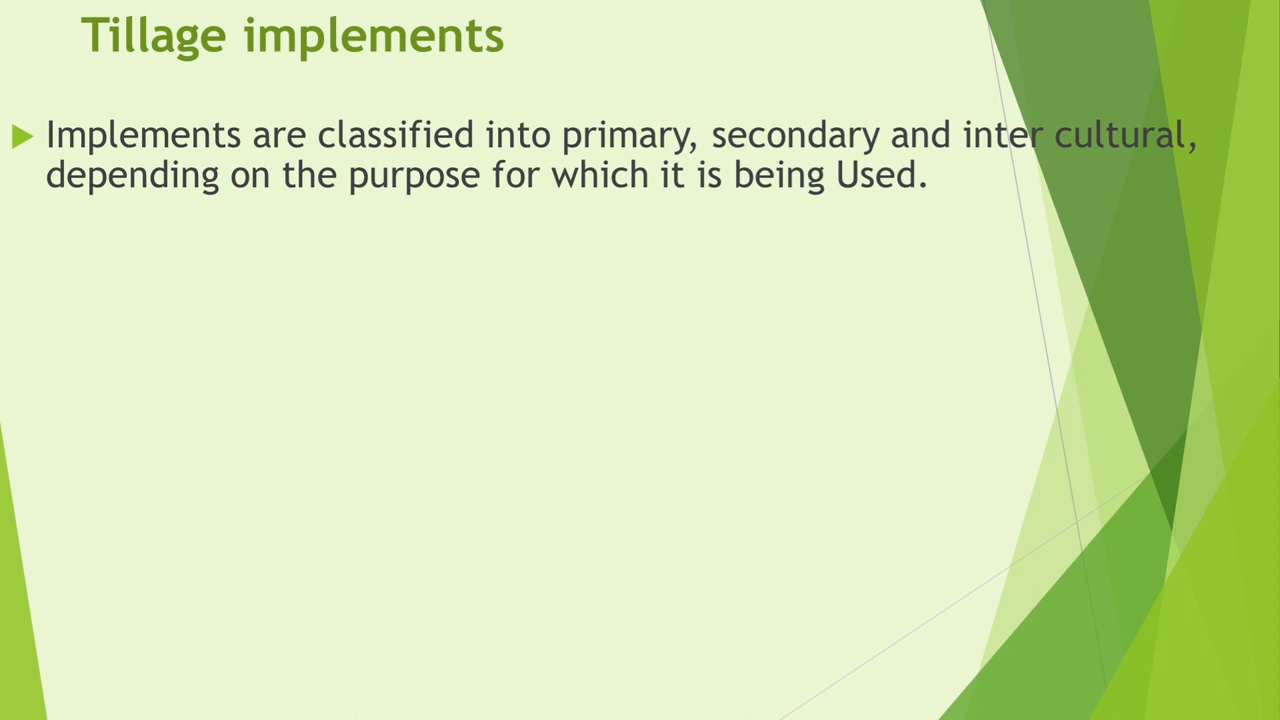 Tillage implements
Implements are classified into primary, secondary and inter cultural,
depending on the purpose for which it is being Used.